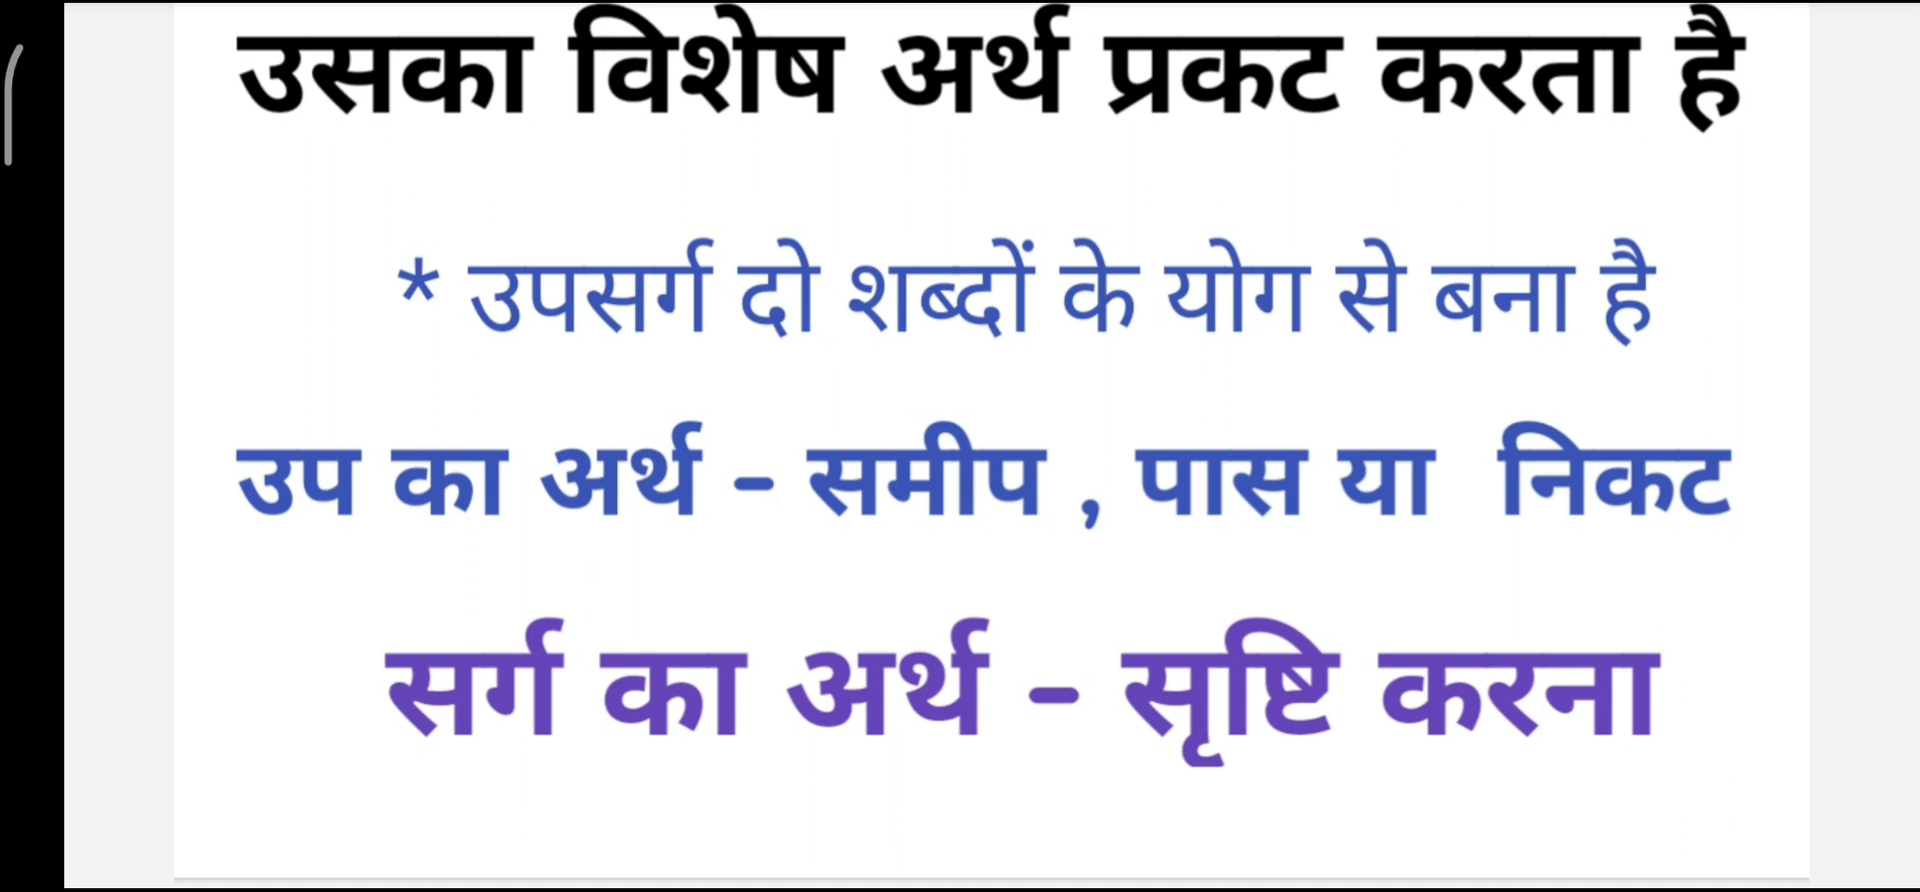 उसका विशेष अर्थ प्रकट करता है
* उपसर्ग दो शब्दों के योग से बना है
उप का अर्थ - समीप , पास या निकट
सर्ग का अर्थ - सृष्टि करना